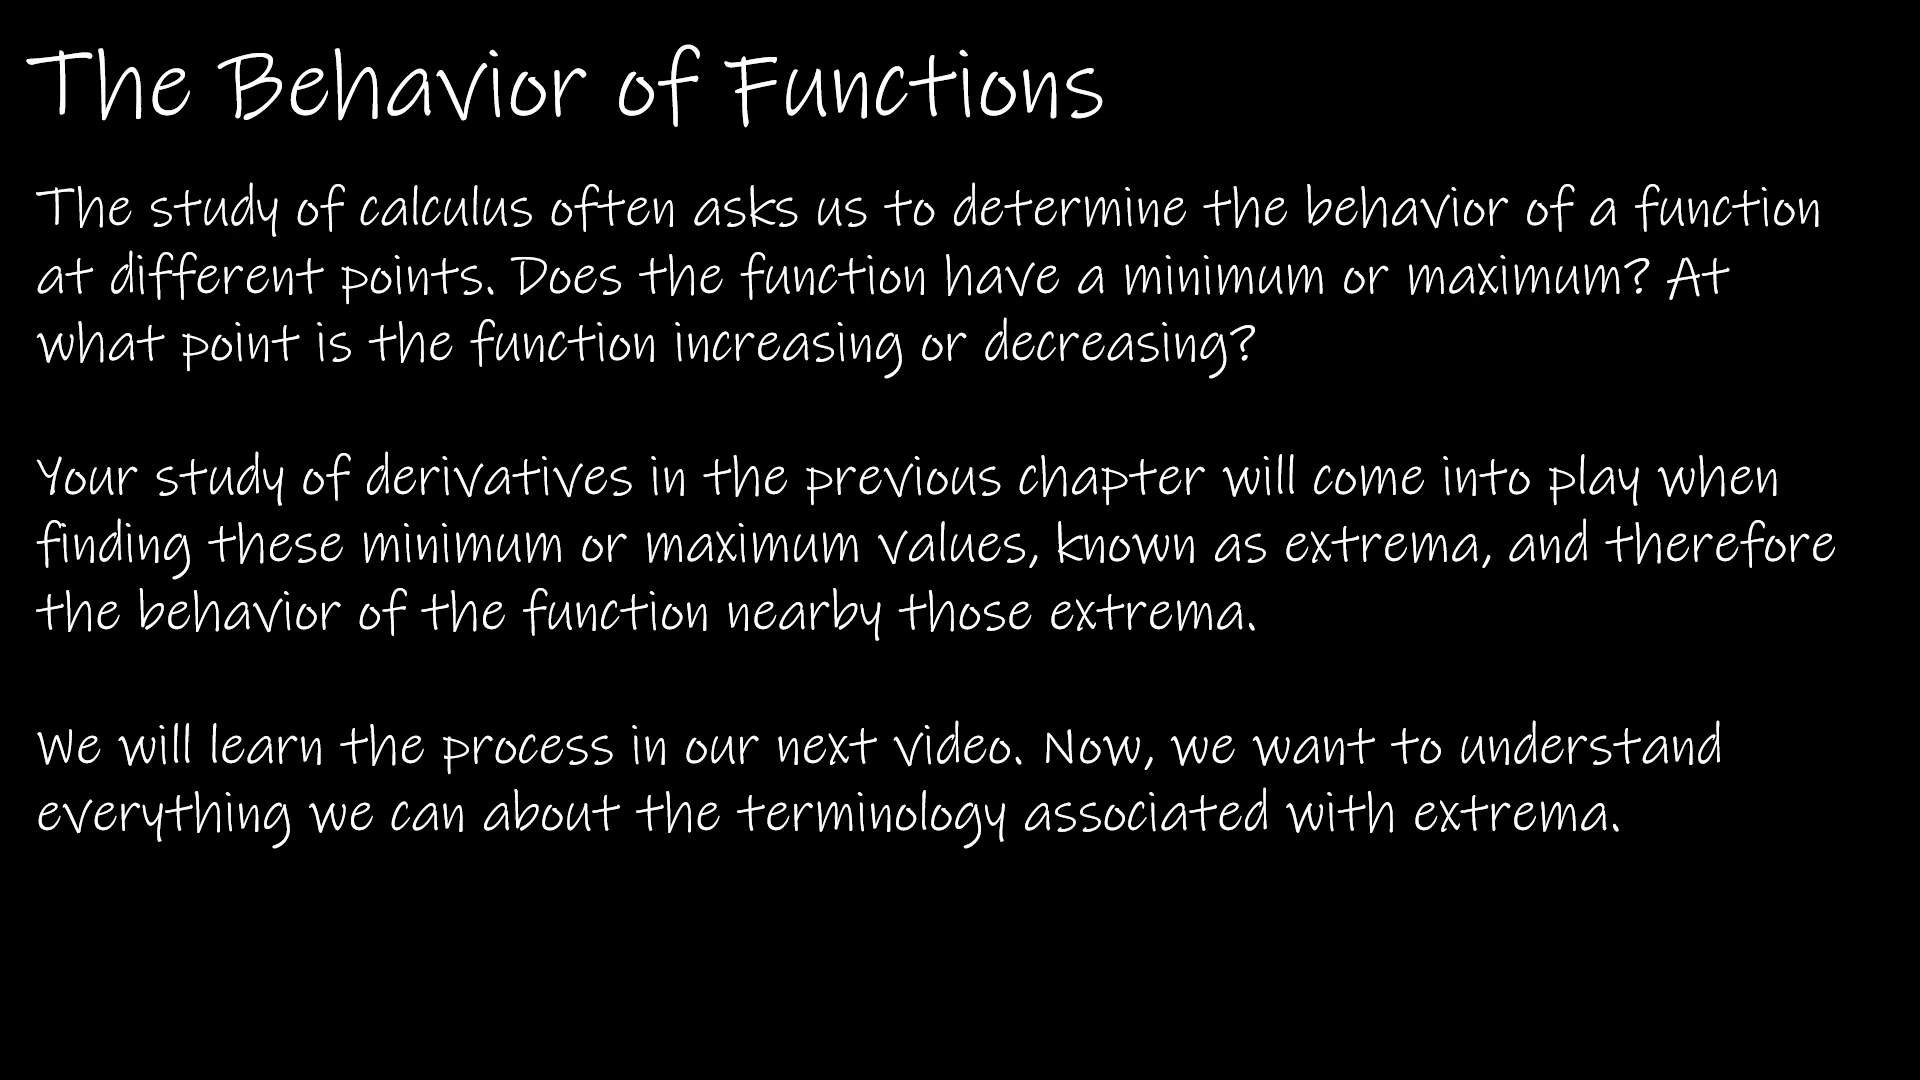 The Behavior of Functions
The study of calculus often asks us to determine the behavior of a function
at different points. Does the function have a minimum or maximum? At
what point is the function increasing or decreasing?
Your study of derivatives in the previous chapter will come into play when
finding these minimum or maximum values, known as extrema, and therefore
the behavior of the function nearby those extrema.
We will learn the process in our next video. Now, we want to understand
everything we can about the terminology associated with extrema.